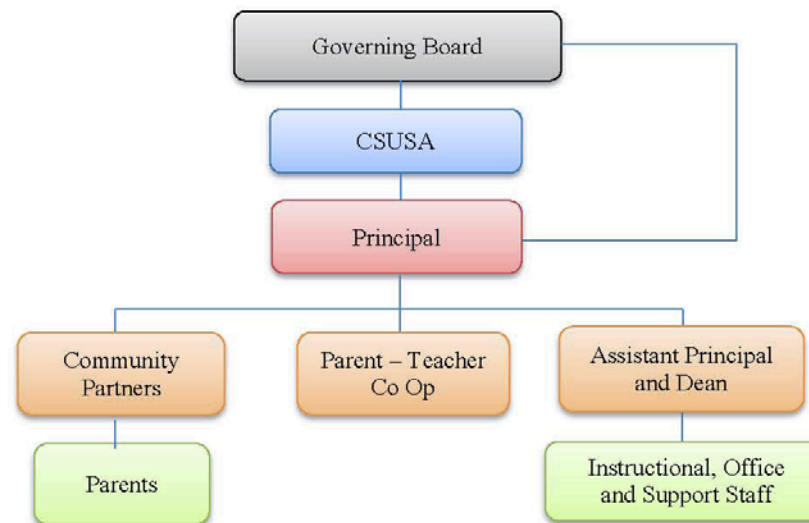 Governing Board
CSUSA
Principal
Community
Partners
Parent – Teacher
Co Op
Assistant Principal
and Dean
Parents
Instructional, Office
and Support Staff